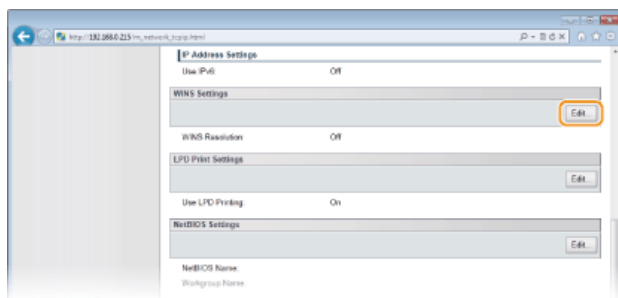 http://192.168.0.215/m_network_tcpip.html
IP Address Settings
Use IPv6: Off
WINS Settings
Edit...
WINS Resolution: Off
LPD Print Settings
Edit...
Use LPD Printing: On
NetBIOS Settings
Edit...
NetBIOS Name:
Workgroup Name: